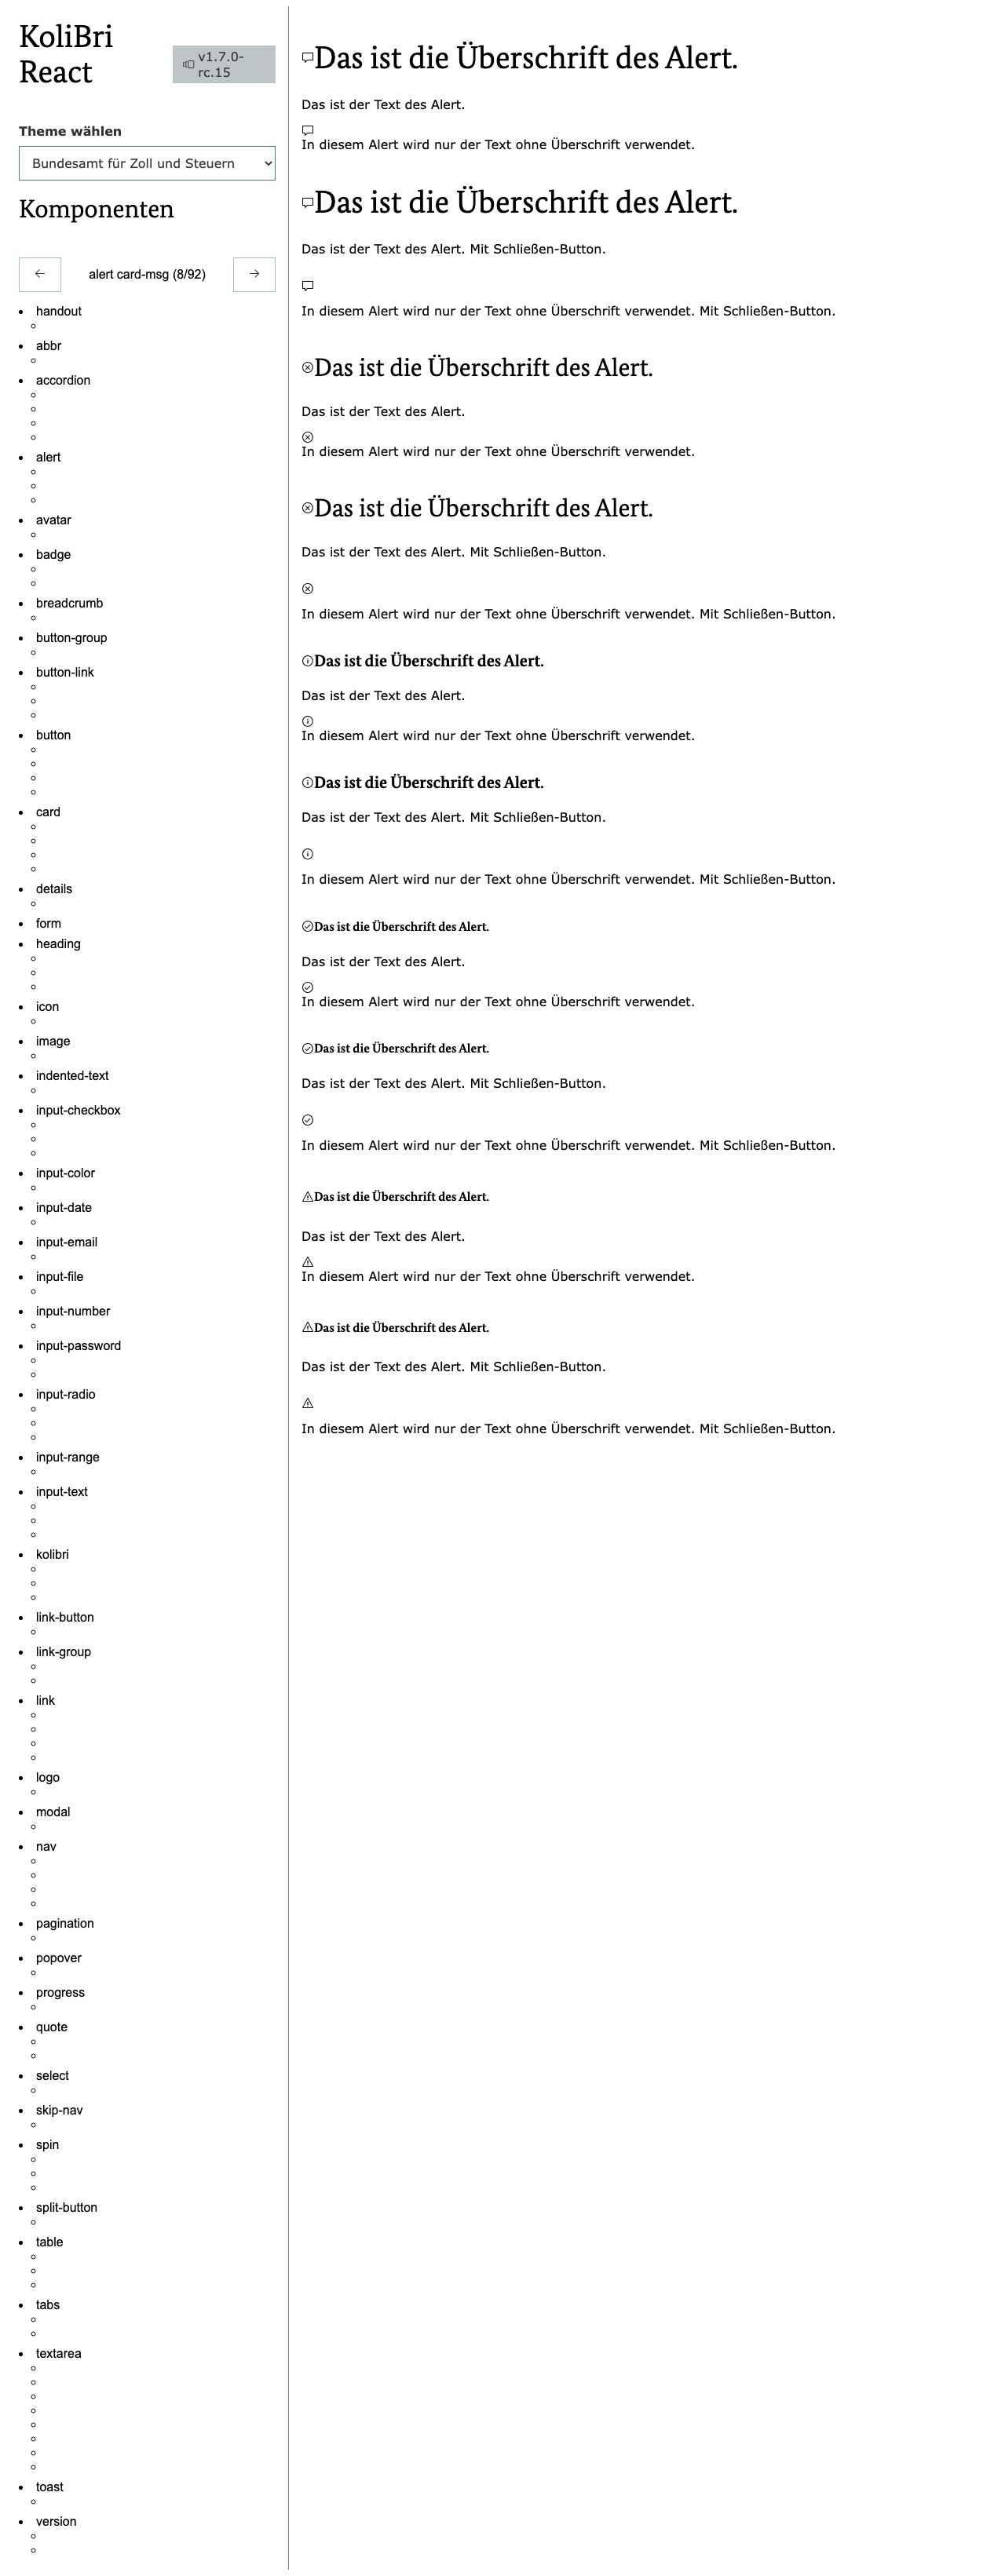 KoliBri
React
v1.7.0-
rc.15
Theme wählen
Bundesamt für Zoll und Steuern
Komponenten
alert card-msg (8/92)
handout
abbr
accordion
alert
avatar
badge
breadcrumb
button-group
button-link
button
card
details
form
heading
icon
image
indented-text
input-checkbox
input-color
input-date
input-email
input-file
input-number
input-password
input-radio
input-range
input-text
kolibri
link-button
link-group
link
logo
modal
nav
pagination
popover
progress
quote
select
skip-nav
spin
split-button
table
tabs
textarea
toast
version
Das ist die Überschrift des Alert.
Das ist der Text des Alert.
In diesem Alert wird nur der Text ohne Überschrift verwendet.
Das ist die Überschrift des Alert.
Das ist der Text des Alert. Mit Schließen-Button.
In diesem Alert wird nur der Text ohne Überschrift verwendet. Mit Schließen-Button.
Das ist die Überschrift des Alert.
Das ist der Text des Alert.
In diesem Alert wird nur der Text ohne Überschrift verwendet.
Das ist die Überschrift des Alert.
Das ist der Text des Alert. Mit Schließen-Button.
In diesem Alert wird nur der Text ohne Überschrift verwendet. Mit Schließen-Button.
Das ist die Überschrift des Alert.
Das ist der Text des Alert.
In diesem Alert wird nur der Text ohne Überschrift verwendet.
Das ist die Überschrift des Alert.
Das ist der Text des Alert. Mit Schließen-Button.
In diesem Alert wird nur der Text ohne Überschrift verwendet. Mit Schließen-Button.
Das ist die Überschrift des Alert.
Das ist der Text des Alert.
In diesem Alert wird nur der Text ohne Überschrift verwendet.
Das ist die Überschrift des Alert.
Das ist der Text des Alert. Mit Schließen-Button.
In diesem Alert wird nur der Text ohne Überschrift verwendet. Mit Schließen-Button.
Das ist die Überschrift des Alert.
Das ist der Text des Alert.
In diesem Alert wird nur der Text ohne Überschrift verwendet.
Das ist die Überschrift des Alert.
Das ist der Text des Alert. Mit Schließen-Button.
In diesem Alert wird nur der Text ohne Überschrift verwendet. Mit Schließen-Button.